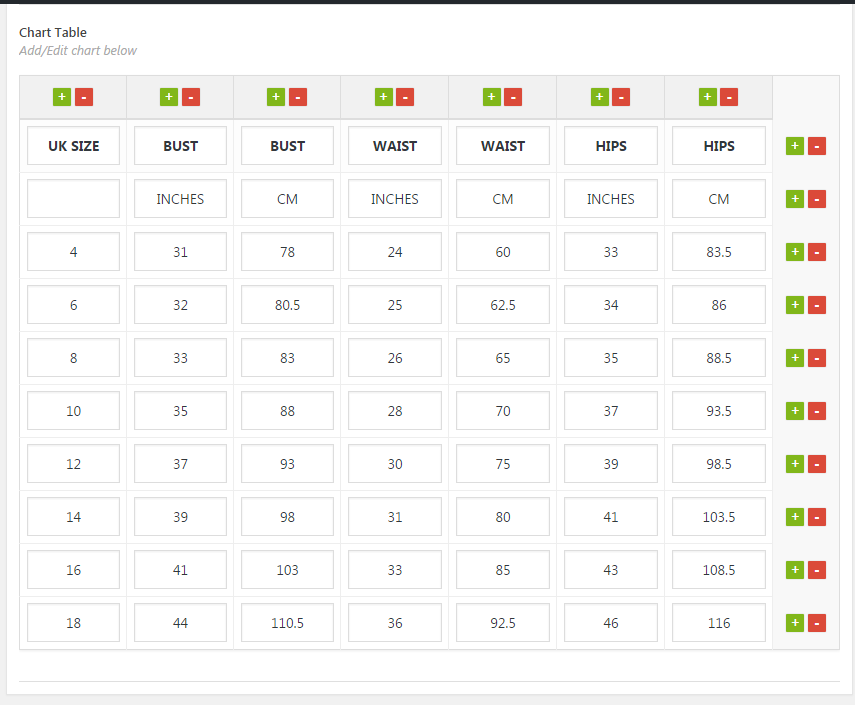 Chart Table
Add/Edit chart below
+ - + - + - + - + - + - + -
UK SIZE BUST BUST WAIST WAIST HIPS HIPS + -
INCHES CM INCHES CM INCHES CM + -
4 31 78 24 60 33 83.5 + -
6 32 80.5 25 62.5 34 86 + -
8 33 83 26 65 35 88.5 + -
10 35 88 28 70 37 93.5 + -
12 37 93 30 75 39 98.5 + -
14 39 98 31 80 41 103.5 + -
16 41 103 33 85 43 108.5 + -
18 44 110.5 36 92.5 46 116 + -